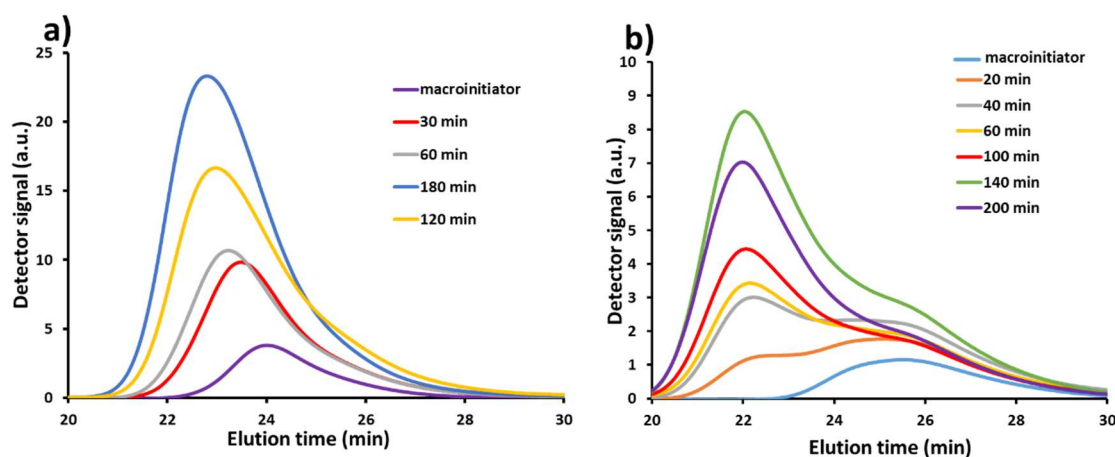 a)
25
20
15
10
5
0
20 22 24 26 28 30
Detector signal (a.u.)
Elution time (min)
macroinitiator
30 min
60 min
180 min
120 min
b)
10
9
8
7
6
5
4
3
2
1
0
20 22 24 26 28 30
Detector signal (a.u.)
Elution time (min)
macroinitiator
20 min
40 min
60 min
100 min
140 min
200 min